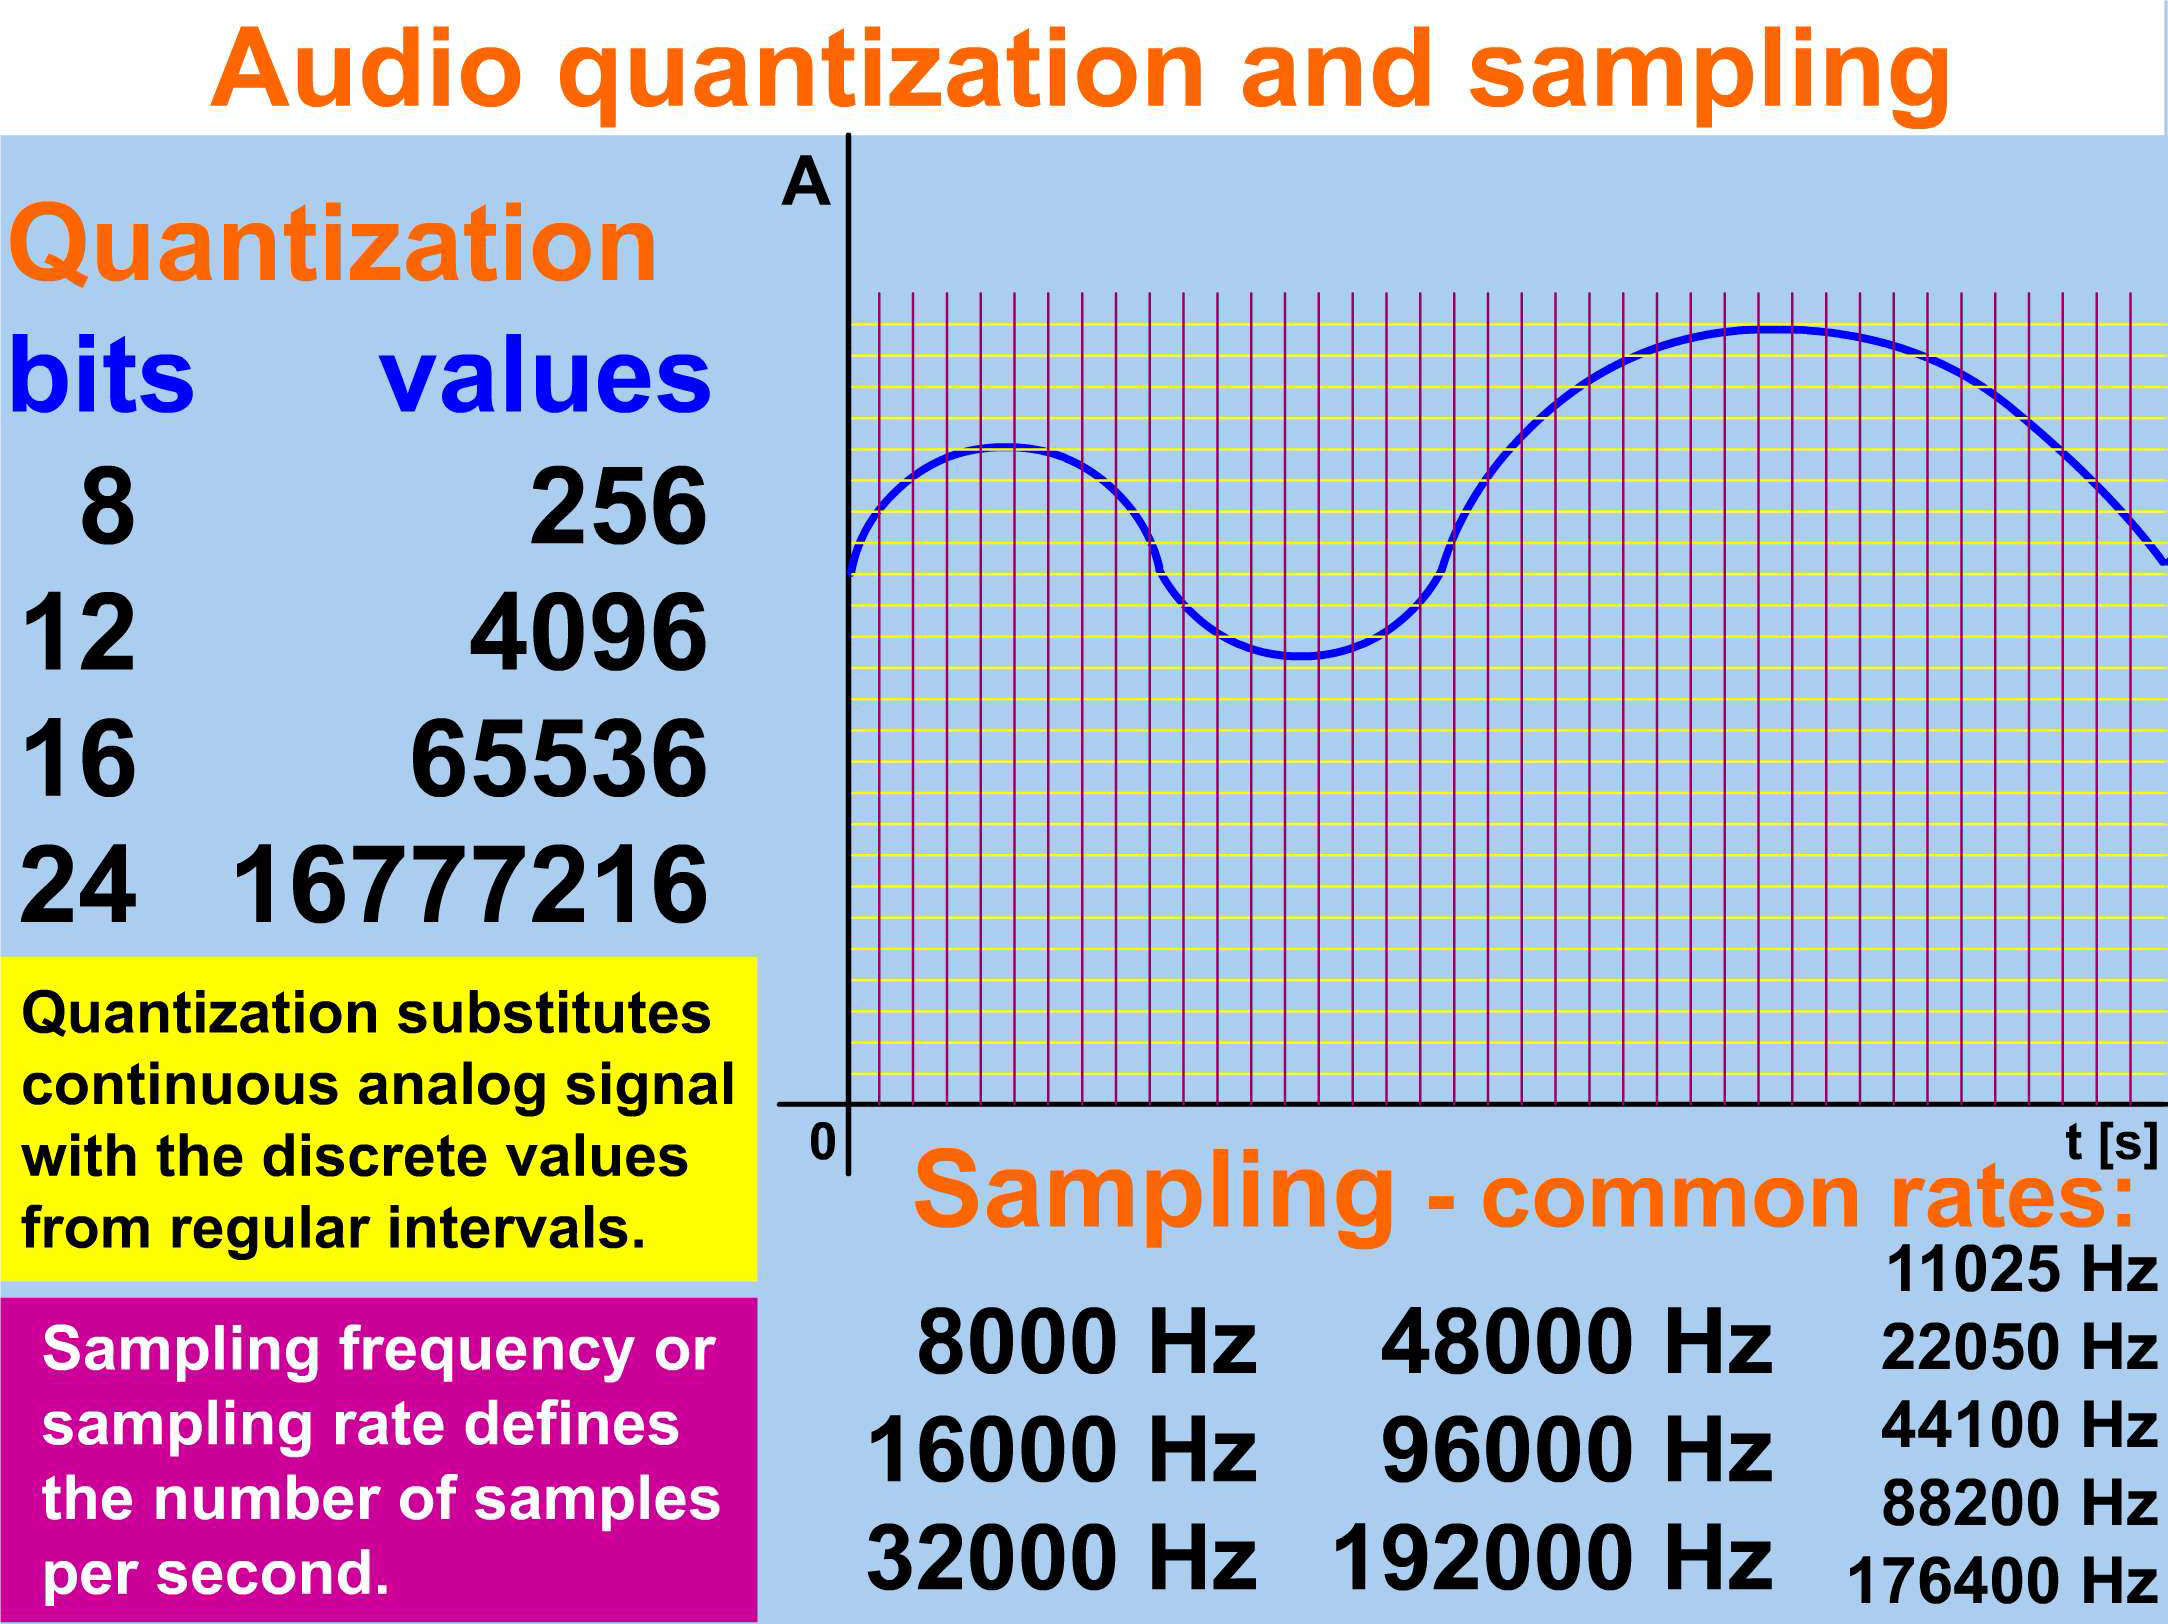 Audio quantization and sampling
Quantization
bits values
8 256
12 4096
16 65536
24 16777216
Quantization substitutes
continuous analog signal
with the discrete values
from regular intervals.
Sampling frequency or
sampling rate defines
the number of samples
per second.
A
0
t [s]
Sampling - common rates:
8000 Hz
16000 Hz
32000 Hz
48000 Hz
96000 Hz
192000 Hz
11025 Hz
22050 Hz
44100 Hz
88200 Hz
176400 Hz